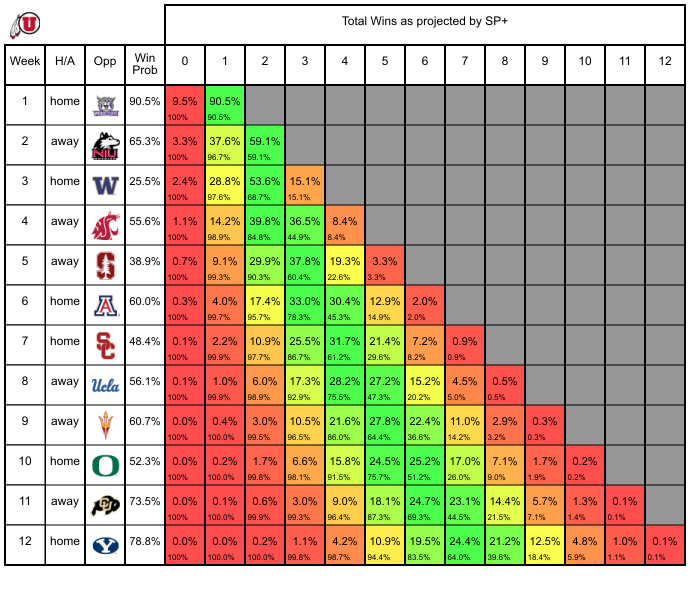 U
Total Wins as projected by SP+
Week H/A Opp Win Prob 0 1 2 3 4 5 6 7 8 9 10 11 12
1 home 90.5% 9.5% 90.5%
100% 90.5%
2 away NIU 65.3% 3.3% 37.6% 59.1%
100% 96.7% 59.1%
3 home W 25.5% 2.4% 28.8% 53.6% 15.1%
100% 97.6% 68.7% 15.1%
4 away 55.6% 1.1% 14.2% 39.8% 36.5% 8.4%
100% 98.9% 84.8% 44.9% 8.4%
5 away S 38.9% 0.7% 9.1% 29.9% 37.8% 19.3% 3.3%
100% 99.3% 90.3% 60.4% 22.6% 3.3%
6 home A 60.0% 0.3% 4.0% 17.4% 33.0% 30.4% 12.9% 2.0%
100% 99.7% 95.7% 78.3% 45.3% 14.9% 2.0%
7 home SC 48.4% 0.1% 2.2% 10.9% 25.5% 31.7% 21.4% 7.2% 0.9%
100% 99.9% 97.7% 86.7% 61.2% 29.6% 8.2% 0.9%
8 away Ucla 56.1% 0.1% 1.0% 6.0% 17.3% 28.2% 27.2% 15.2% 4.5% 0.5%
100% 99.9% 98.9% 92.9% 75.5% 47.3% 20.2% 5.0% 0.5%
9 away 60.7% 0.0% 0.4% 3.0% 10.5% 21.6% 27.8% 22.4% 11.0% 2.9% 0.3%
100% 100.0% 99.5% 96.5% 86.0% 64.4% 36.6% 14.2% 3.2% 0.3%
10 home O 52.3% 0.0% 0.2% 1.7% 6.6% 15.8% 24.5% 25.2% 17.0% 7.1% 1.7% 0.2%
100% 100.0% 99.8% 98.1% 91.5% 75.7% 51.2% 26.0% 9.0% 1.9% 0.2%
11 away CU 73.5% 0.0% 0.1% 0.6% 3.0% 9.0% 18.1% 24.7% 23.1% 14.4% 5.7% 1.3% 0.1%
100% 100.0% 99.9% 99.3% 96.4% 87.3% 69.3% 44.5% 21.5% 7.1% 1.4% 0.1%
12 home Y 78.8% 0.0% 0.0% 0.2% 1.1% 4.2% 10.9% 19.5% 24.4% 21.2% 12.5% 4.8% 1.0% 0.1%
100% 100.0% 100.0% 99.8% 98.7% 94.4% 83.5% 64.0% 39.6% 18.4% 5.9% 1.1% 0.1%